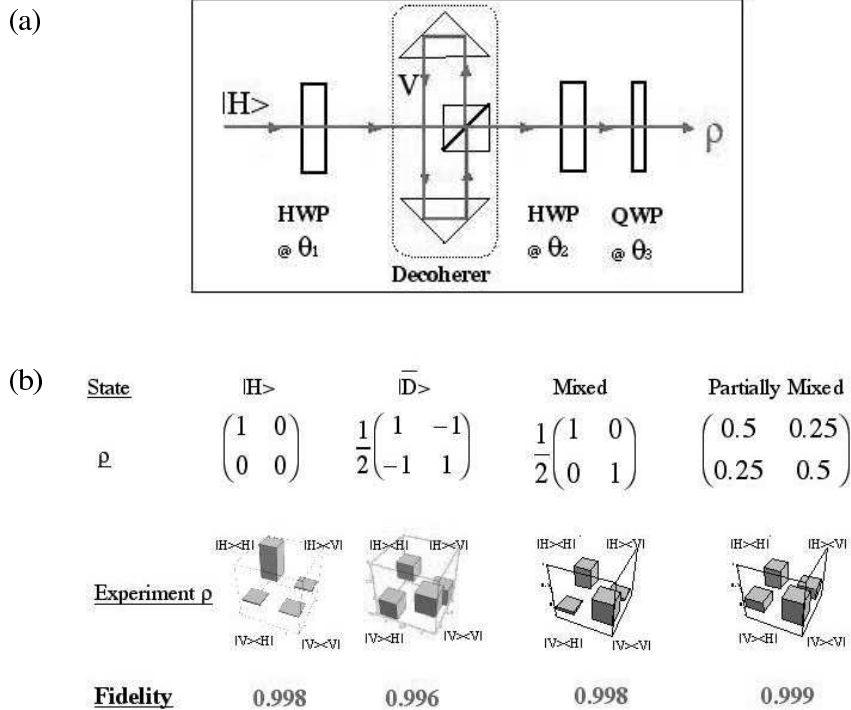 (a)
|H>
V
ρ
HWP
@ θ1
HWP
@ θ2
QWP
@ θ3
Decoherer
(b)
State |H> |D̅> Mixed Partially Mixed
ρ
1 0
0 0
1/2
1 −1
−1 1
1/2
1 0
0 1
0.5 0.25
0.25 0.5
Experiment ρ
|H><H| |H><V|
|V><H| |V><V|
|H><H| |H><V|
|V><H| |V><V|
|H><H| |H><V|
|V><H| |V><V|
|H><H| |H><V|
|V><H| |V><V|
Fidelity 0.998 0.996 0.998 0.999